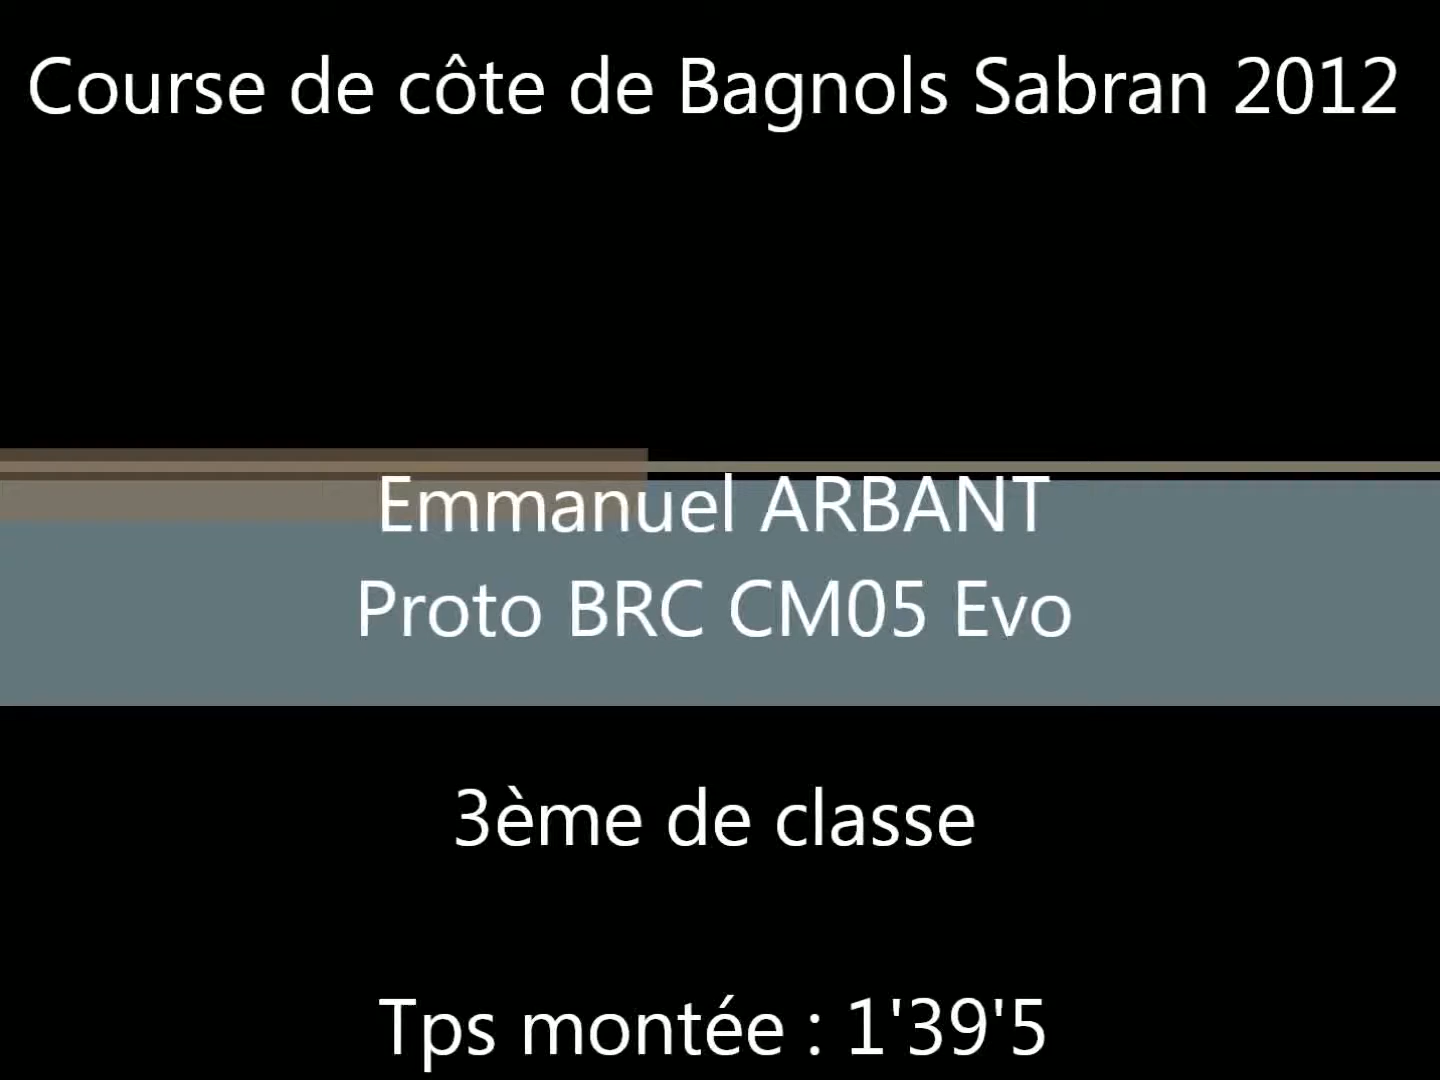 Course de côte de Bagnols Sabran 2012
Emmanuel ARBANT
Proto BRC CM05 Evo
3ème de classe
Tps montée : 1'39'5